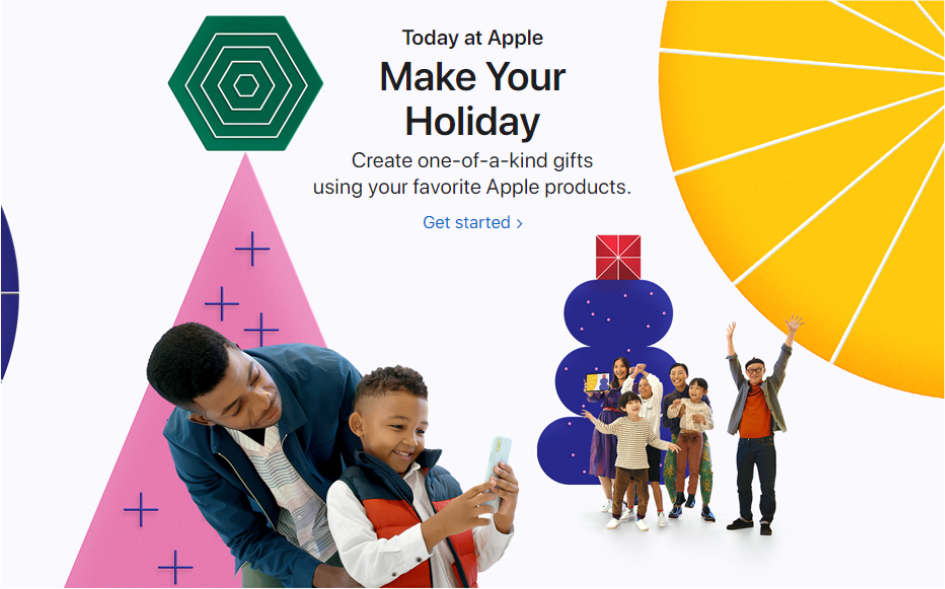 Today at Apple
Make Your
Holiday
Create one-of-a-kind gifts
using your favorite Apple products.
Get started >